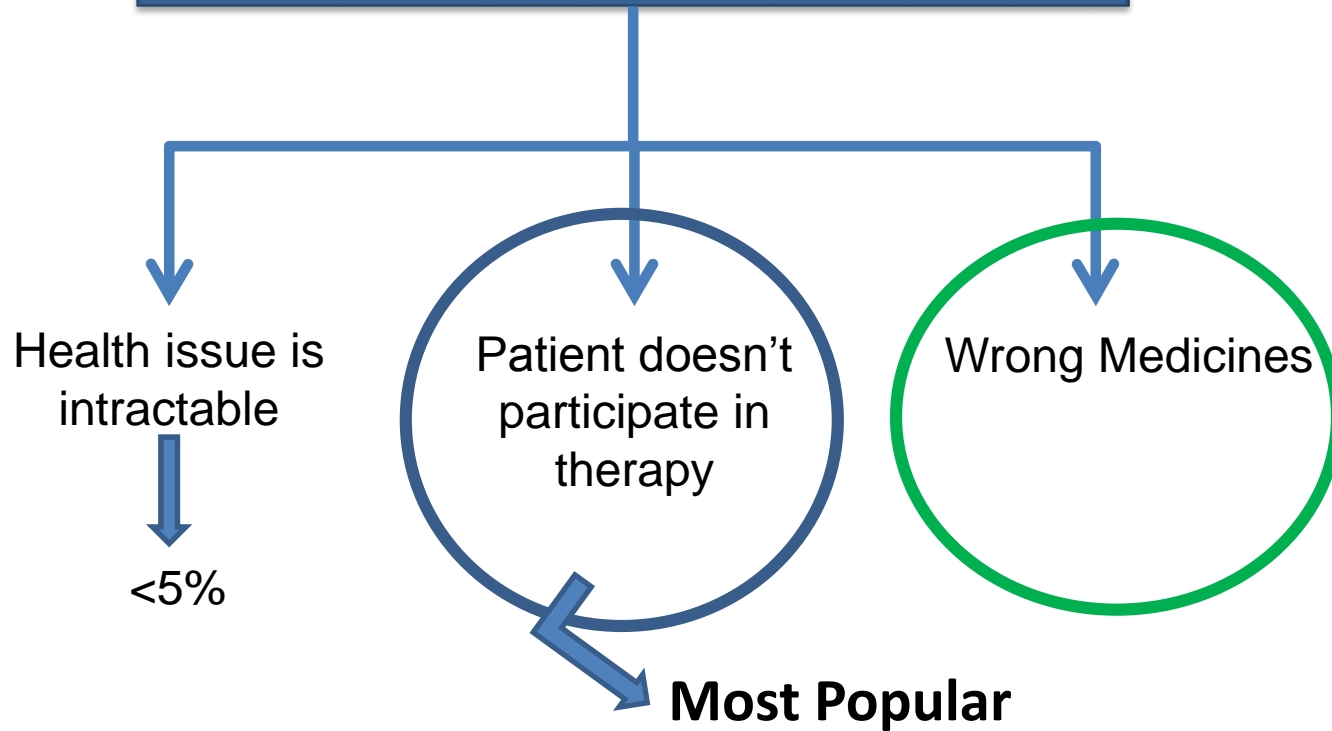 Health issue is
intractable
<5%
Patient doesn’t
participate in
therapy
Most Popular
Wrong Medicines